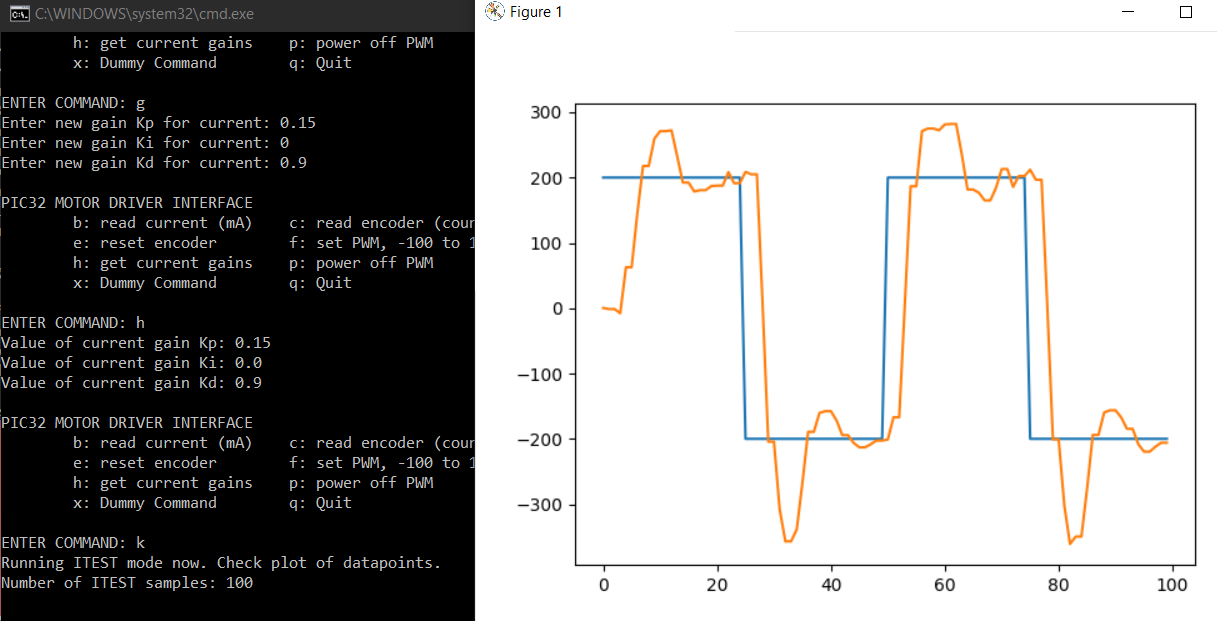 C:\WINDOWS\system32\cmd.exe
h: get current gains    p: power off PWM
x: Dummy Command        q: Quit
ENTER COMMAND: g
Enter new gain Kp for current: 0.15
Enter new gain Ki for current: 0
Enter new gain Kd for current: 0.9
PIC32 MOTOR DRIVER INTERFACE
b: read current (mA)    c: read encoder (cour
e: reset encoder        f: set PWM, -100 to 1
h: get current gains    p: power off PWM
x: Dummy Command        q: Quit
ENTER COMMAND: h
Value of current gain Kp: 0.15
Value of current gain Ki: 0.0
Value of current gain Kd: 0.9
PIC32 MOTOR DRIVER INTERFACE
b: read current (mA)    c: read encoder (cour
e: reset encoder        f: set PWM, -100 to 1
h: get current gains    p: power off PWM
x: Dummy Command        q: Quit
ENTER COMMAND: k
Running ITEST mode now. Check plot of datapoints.
Number of ITEST samples: 100
Figure 1
300
200
100
0
−100
−200
−300
0 20 40 60 80 100